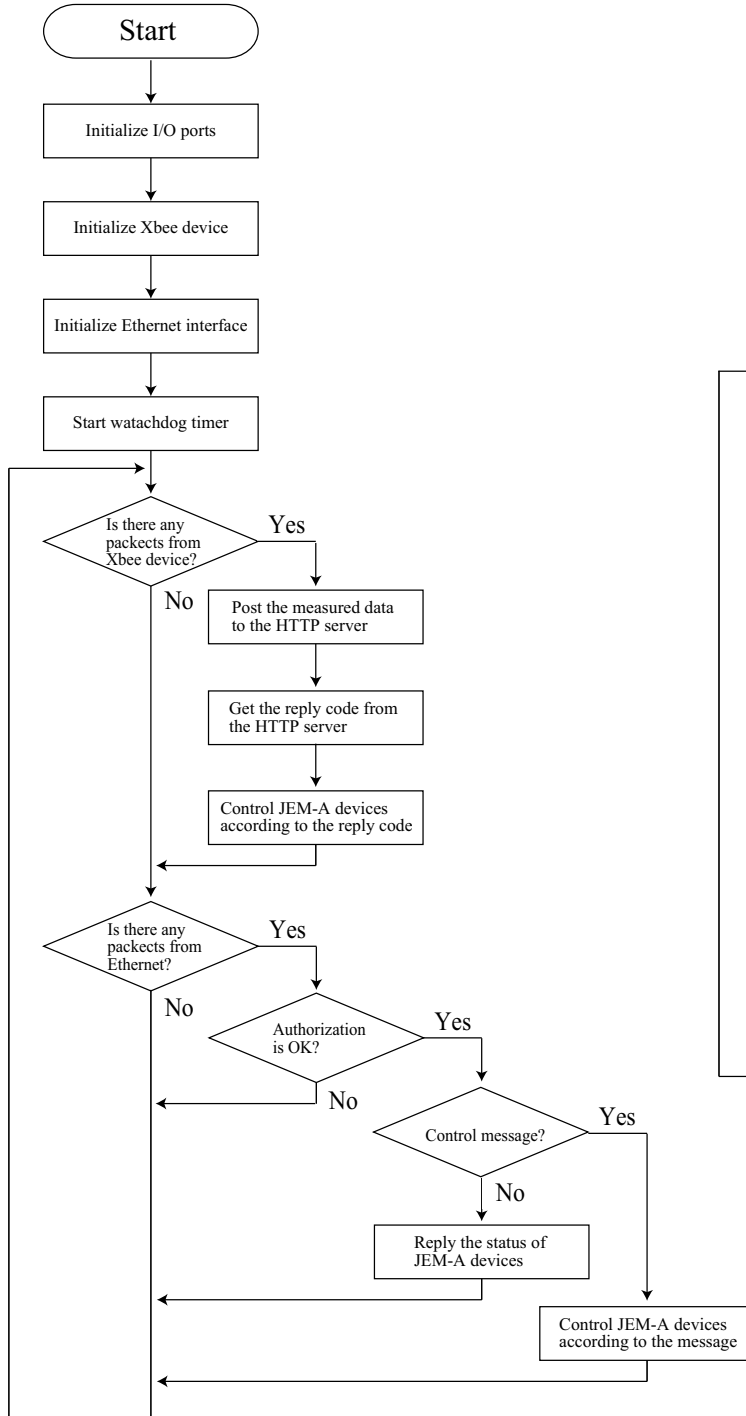 Start
Initialize I/O ports
Initialize Xbee device
Initialize Ethernet interface
Start watachdog timer
Is there any
packects from
Xbee device?
Yes
No
Post the measured data
to the HTTP server
Get the reply code from
the HTTP server
Control JEM-A devices
according to the reply code
Is there any
packects from
Ethernet?
Yes
No
Authorization
is OK?
Yes
No
Control message?
Yes
No
Reply the status of
JEM-A devices
Control JEM-A devices
according to the message